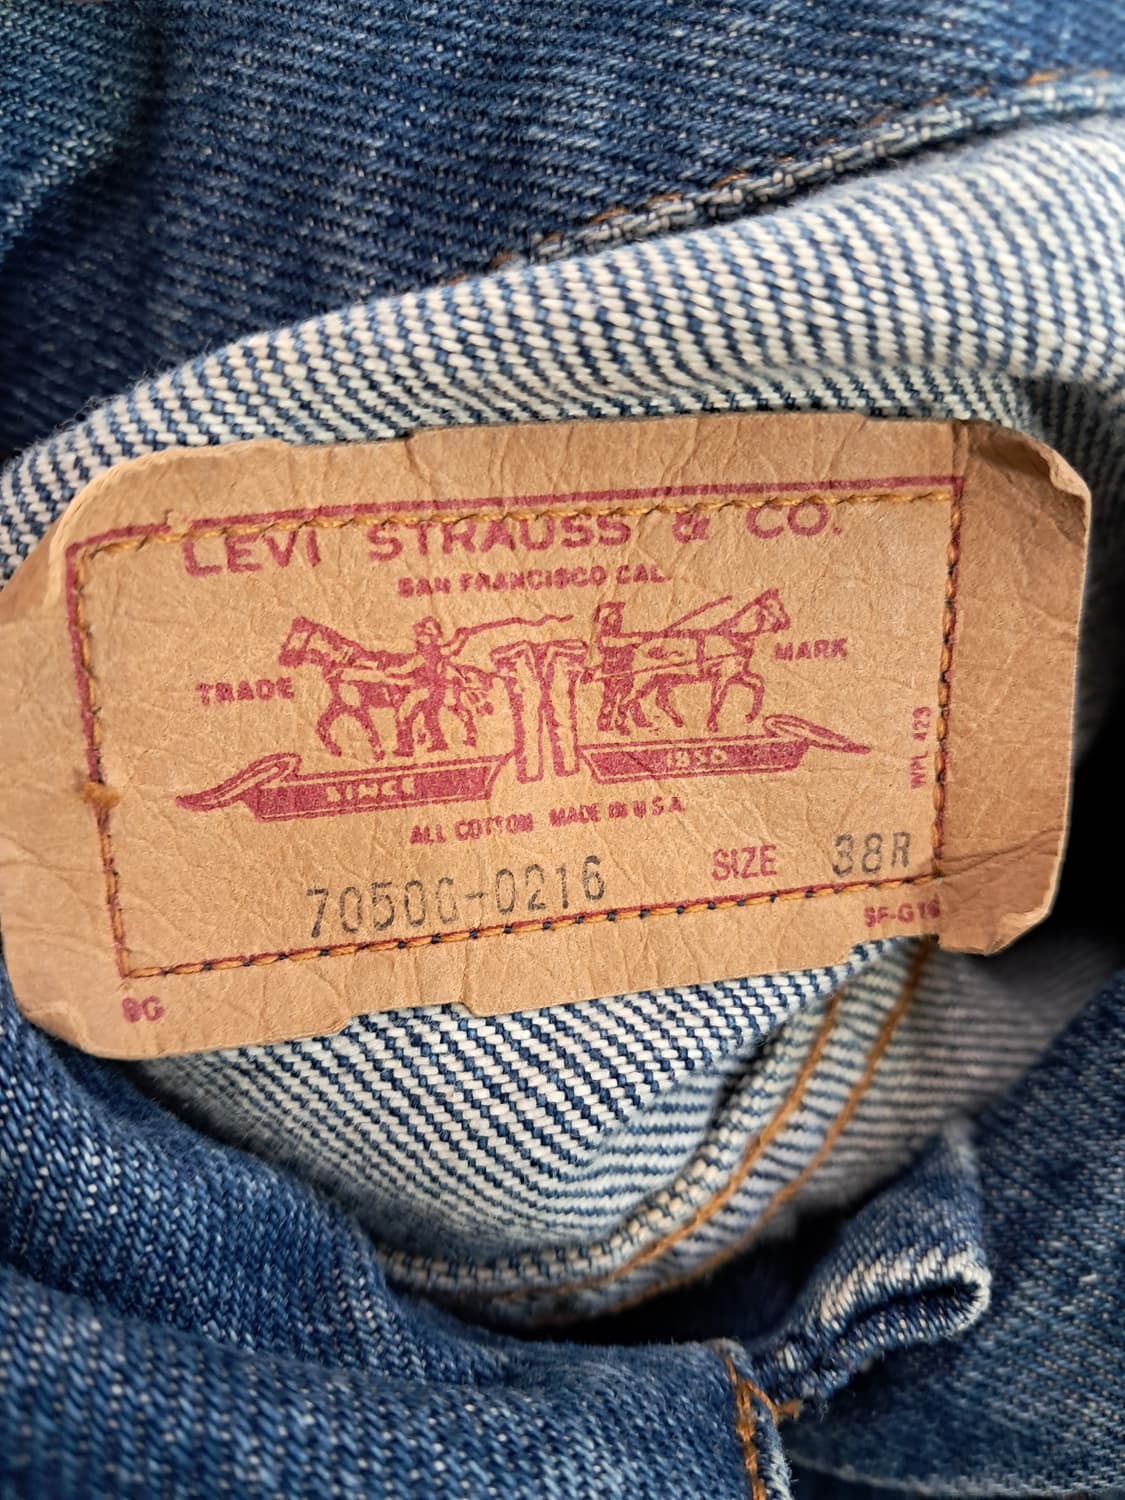 LEVI STRAUSS & CO.
SAN FRANCISCO CAL.
TRADE MARK
SINCE 1850
WPL 423
ALL COTTON MADE IN U S A
70506-0216 SIZE 38R
SF-G16